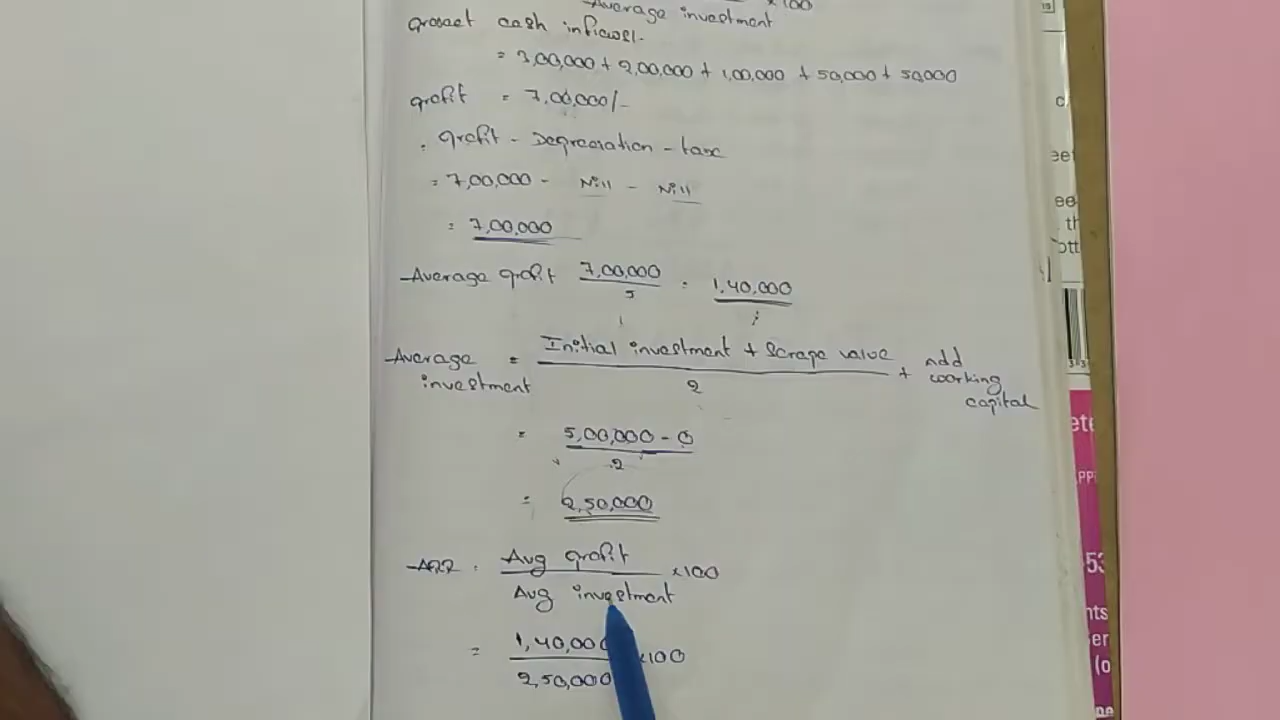 ×100
Average investment
cash inflows.
= 3,00,000 + 2,00,000 + 1,00,000 + 50,000 + 50,000
profit = 7,00,000/-
profit - Depreciation - tax
= 7,00,000 - Nill - Nill
= 7,00,000
Average profit 7,00,000 / 5 = 1,40,000
Average investment = Initial investment + Scrape value / 2 + add working capital
= 5,00,000 - 0 / 2
= 2,50,000
ARR = Avg profit / Avg investment ×100
= 1,40,000 / 2,50,000 ×100